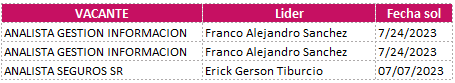 VACANTE Lider Fecha sol
ANALISTA GESTION INFORMACION Franco Alejandro Sanchez 7/24/2023
ANALISTA GESTION INFORMACION Franco Alejandro Sanchez 7/24/2023
ANALISTA SEGUROS SR Erick Gerson Tiburcio 07/07/2023